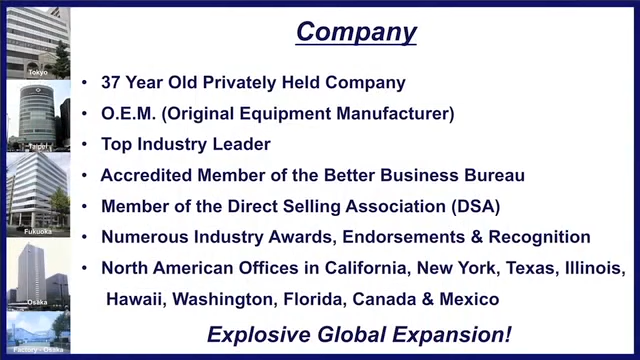 Company
• 37 Year Old Privately Held Company
• O.E.M. (Original Equipment Manufacturer)
• Top Industry Leader
• Accredited Member of the Better Business Bureau
• Member of the Direct Selling Association (DSA)
• Numerous Industry Awards, Endorsements & Recognition
• North American Offices in California, New York, Texas, Illinois,
Hawaii, Washington, Florida, Canada & Mexico
Explosive Global Expansion!
Tokyo
Taipei
Fukuoka
Osaka
Factory - Osaka